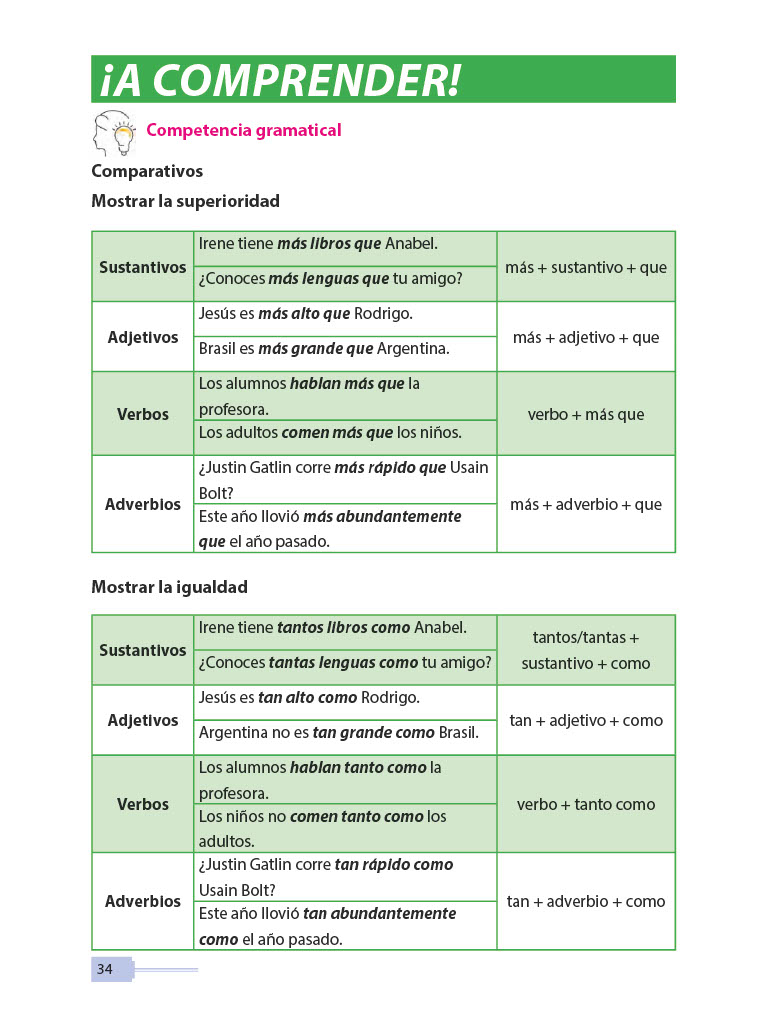 ¡A COMPRENDER!
Competencia gramatical
Comparativos
Mostrar la superioridad
Sustantivos
Irene tiene más libros que Anabel.
¿Conoces más lenguas que tu amigo?
más + sustantivo + que
Adjetivos
Jesús es más alto que Rodrigo.
Brasil es más grande que Argentina.
más + adjetivo + que
Verbos
Los alumnos hablan más que la
profesora.
Los adultos comen más que los niños.
verbo + más que
Adverbios
¿Justin Gatlin corre más rápido que Usain
Bolt?
Este año llovió más abundantemente
que el año pasado.
más + adverbio + que
Mostrar la igualdad
Sustantivos
Irene tiene tantos libros como Anabel.
¿Conoces tantas lenguas como tu amigo?
tantos/tantas +
sustantivo + como
Adjetivos
Jesús es tan alto como Rodrigo.
Argentina no es tan grande como Brasil.
tan + adjetivo + como
Verbos
Los alumnos hablan tanto como la
profesora.
Los niños no comen tanto como los
adultos.
verbo + tanto como
Adverbios
¿Justin Gatlin corre tan rápido como
Usain Bolt?
Este año llovió tan abundantemente
como el año pasado.
tan + adverbio + como
34